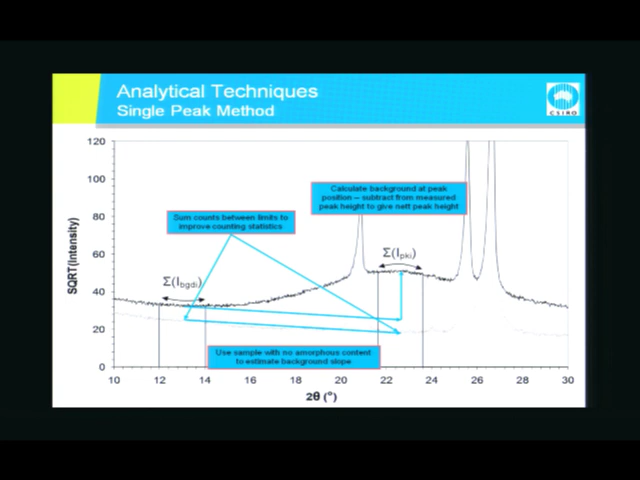 Analytical Techniques
Single Peak Method
CSIRO
120
100
80
60
40
20
0
SQRT(Intensity)
Calculate background at peak
position – subtract from measured
peak height to give nett peak height
Sum counts between limits to
improve counting statistics
Σ(Ipki)
Σ(Ibgdi)
Use sample with no amorphous content
to estimate background slope
10 12 14 16 18 20 22 24 26 28 30
2θ (°)